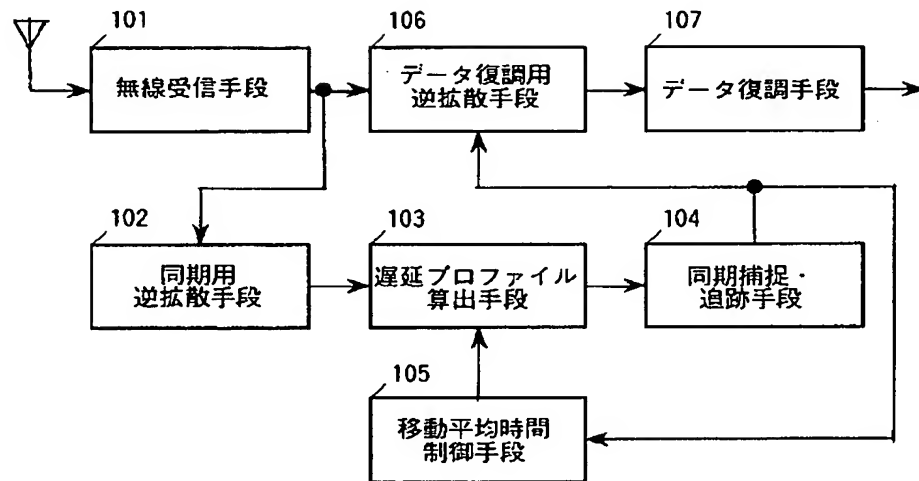 101
無線受信手段
106
データ復調用
逆拡散手段
107
データ復調手段
102
同期用
逆拡散手段
103
遅延プロファイル
算出手段
104
同期捕捉・
追跡手段
105
移動平均時間
制御手段